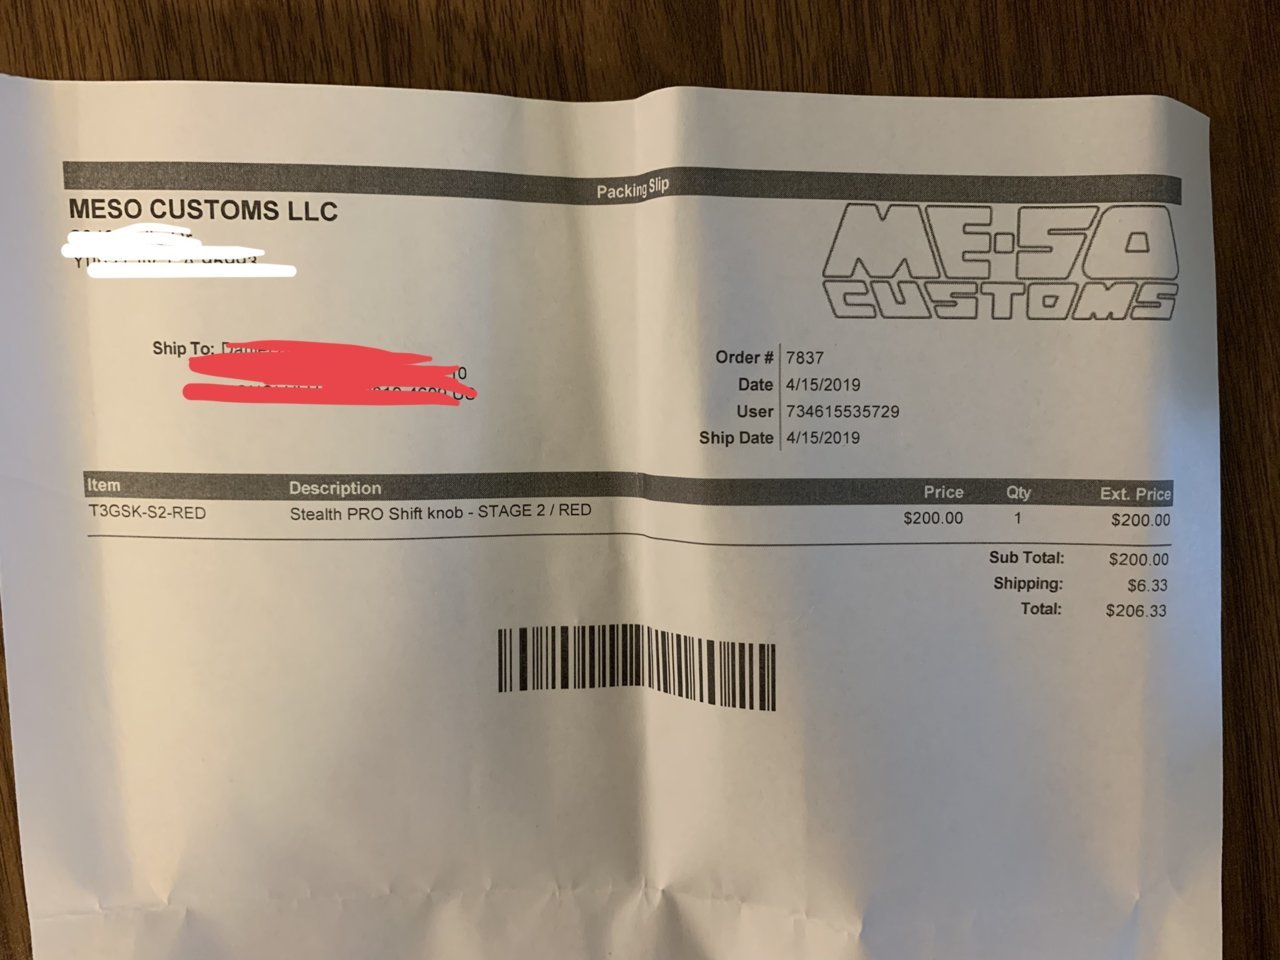 Packing Slip
MESO CUSTOMS LLC
ME-SO
CUSTOMS
Ship To:
Order # 7837
Date 4/15/2019
User 734615535729
Ship Date 4/15/2019
Item Description Price Qty Ext. Price
T3GSK-S2-RED Stealth PRO Shift knob - STAGE 2 / RED $200.00 1 $200.00
Sub Total: $200.00
Shipping: $6.33
Total: $206.33